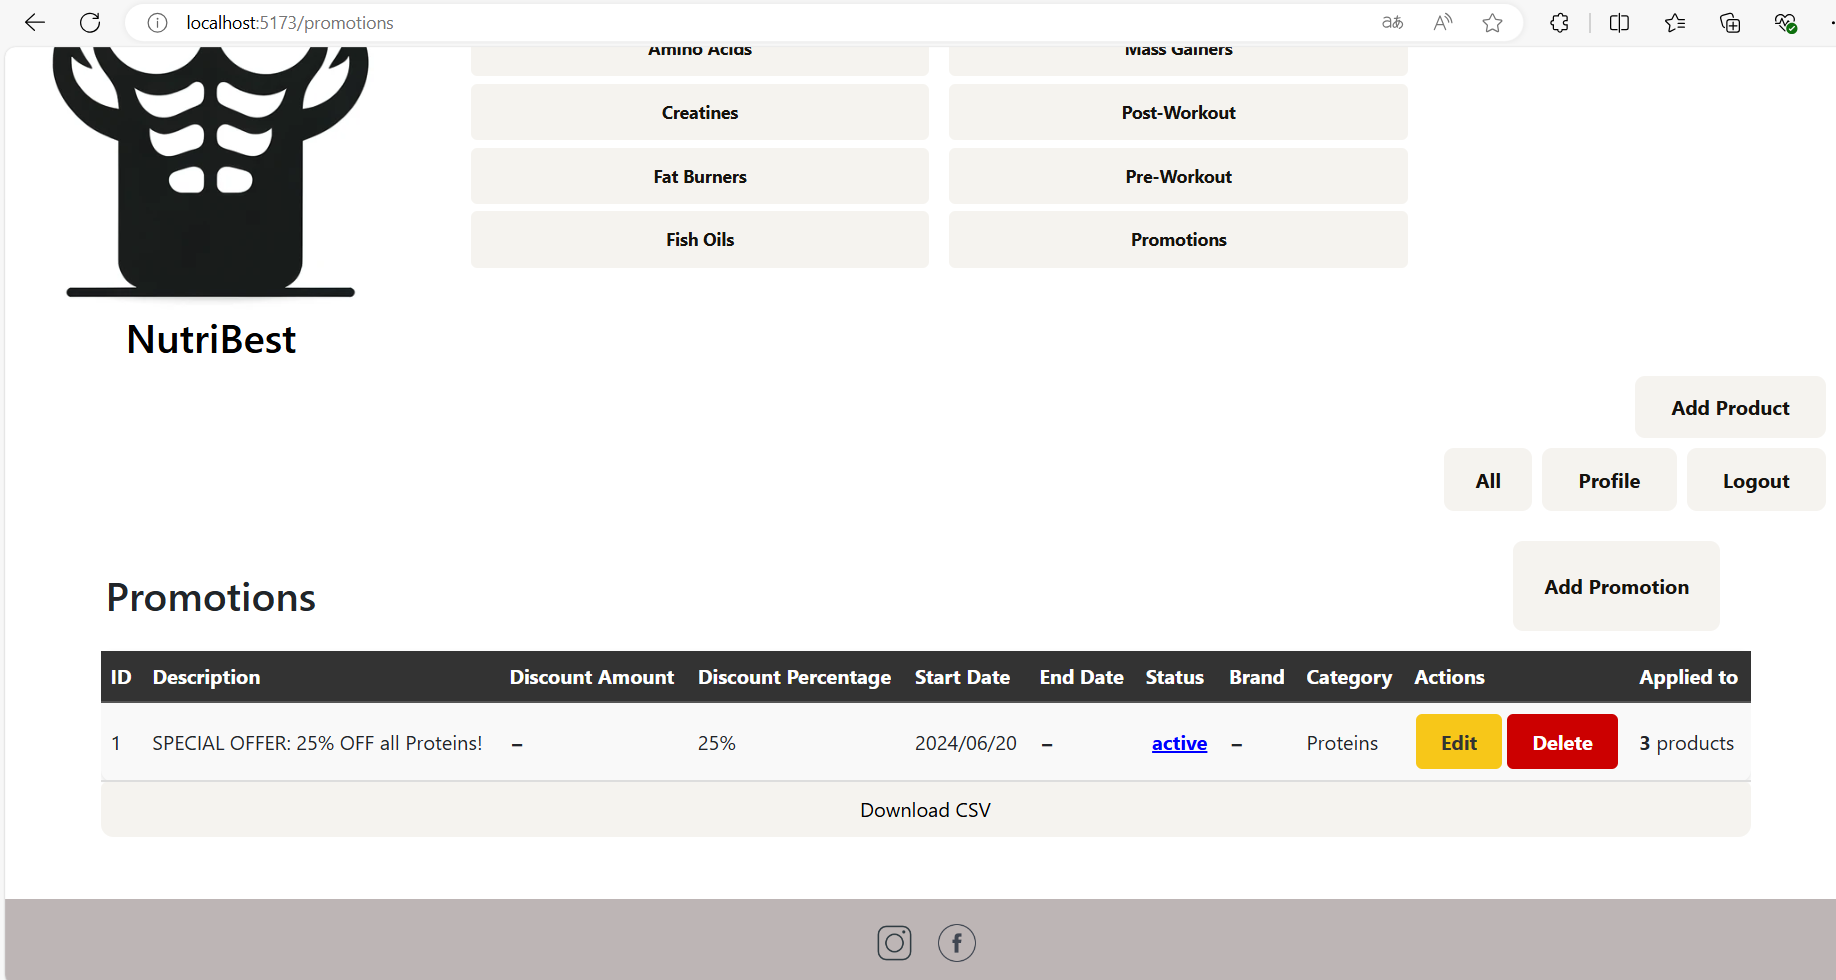 localhost:5173/promotions
Amino Acids
Mass Gainers
Creatines
Post-Workout
Fat Burners
Pre-Workout
Fish Oils
Promotions
NutriBest
Add Product
All Profile Logout
Promotions
Add Promotion
ID Description Discount Amount Discount Percentage Start Date End Date Status Brand Category Actions Applied to
1 SPECIAL OFFER: 25% OFF all Proteins! – 25% 2024/06/20 – active – Proteins Edit Delete 3 products
Download CSV